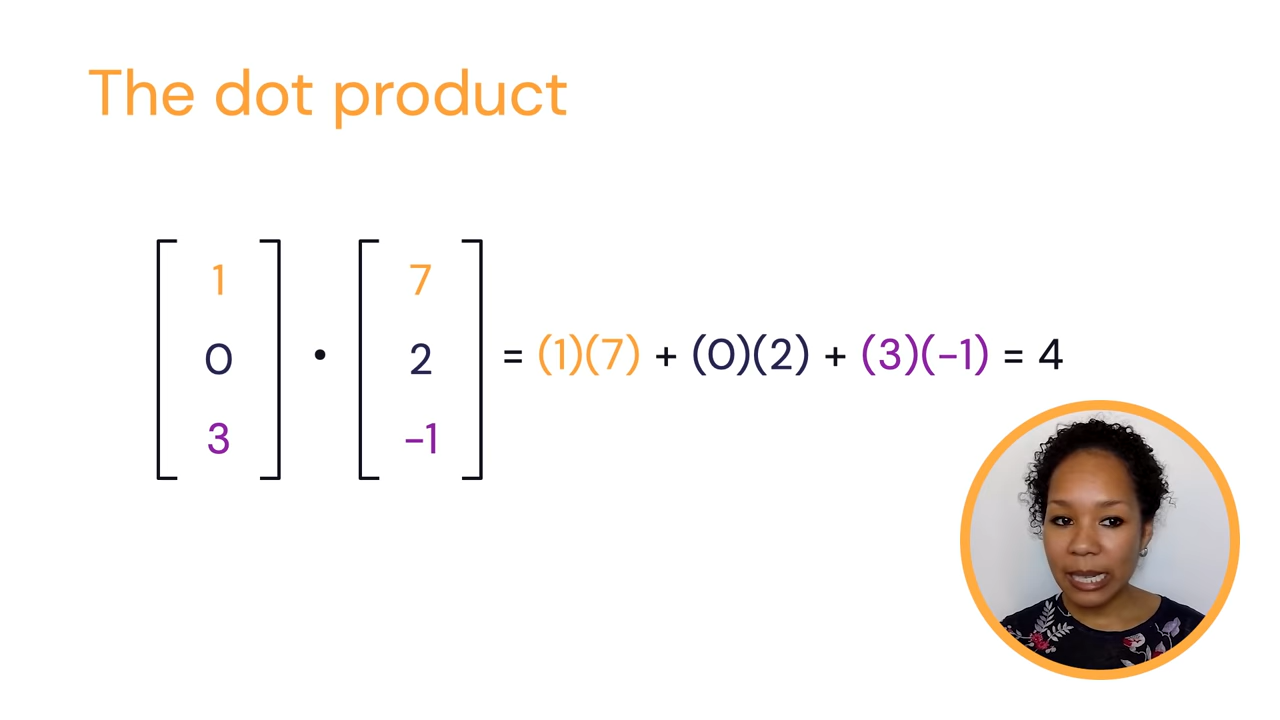 The dot product
1 7
0 • 2 = (1)(7) + (0)(2) + (3)(-1) = 4
3 -1